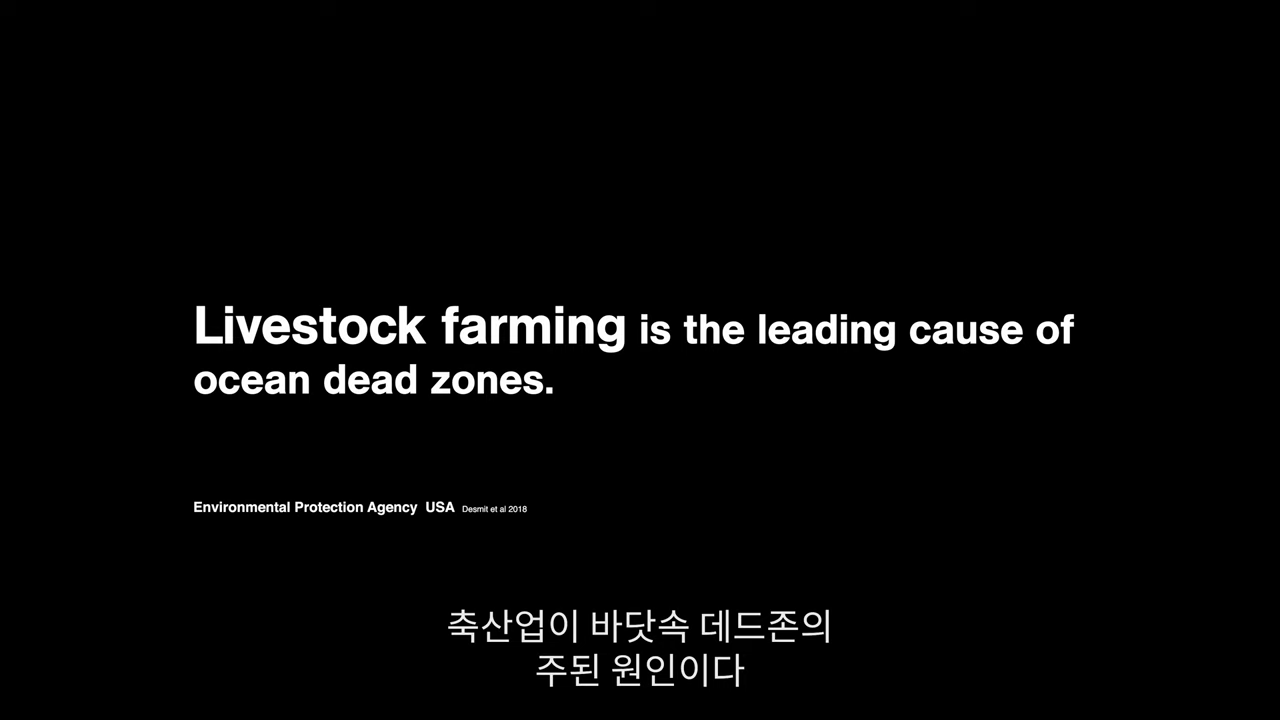 Livestock farming is the leading cause of
ocean dead zones.
Environmental Protection Agency USA Desmit et al 2018
축산업이 바닷속 데드존의
주된 원인이다